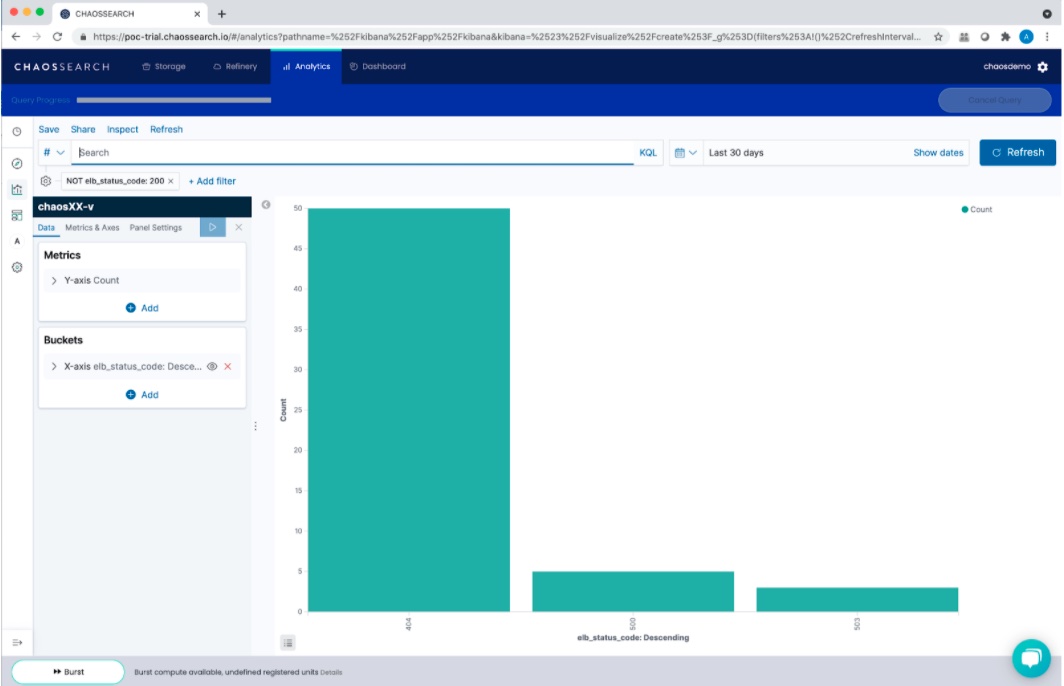 CHAOSSEARCH
https://poc-trial.chaossearch.io/#/analytics?pathname=%252Fkibana%252Fapp%252Fkibana&kibana=%2523%252Fvisualize%252Fcreate%253F_g%253D(filters%253A!()%252CrefreshInterval...
A
CHAOSSEARCH Storage Refinery Analytics Dashboard chaosdemo
Query Progress Cancel Query
Save Share Inspect Refresh
# Search KQL Last 30 days Show dates Refresh
NOT elb_status_code: 200 × + Add filter
chaosXX-v
Data Metrics & Axes Panel Settings
Metrics
Y-axis Count
Add
Buckets
X-axis elb_status_code: Desce...
Add
A
Count
50
45
40
35
30
25
20
15
10
5
0
Count
404
500
503
elb_status_code: Descending
Burst Burst compute available, undefined registered units Details